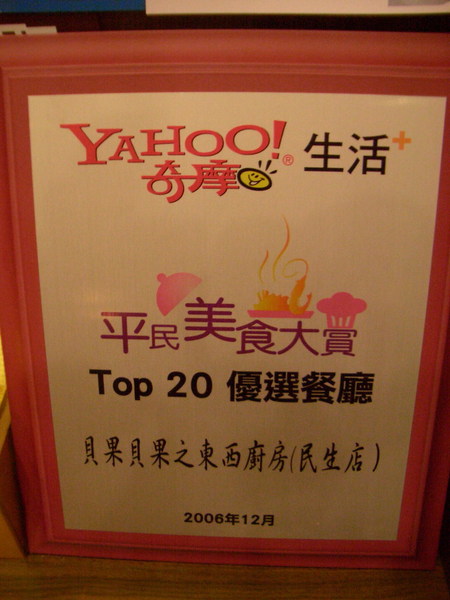 YAHOO!® 生活+
奇摩
平民美食大賞
Top 20 優選餐廳
貝果貝果之東西廚房(民生店)
2006年12月